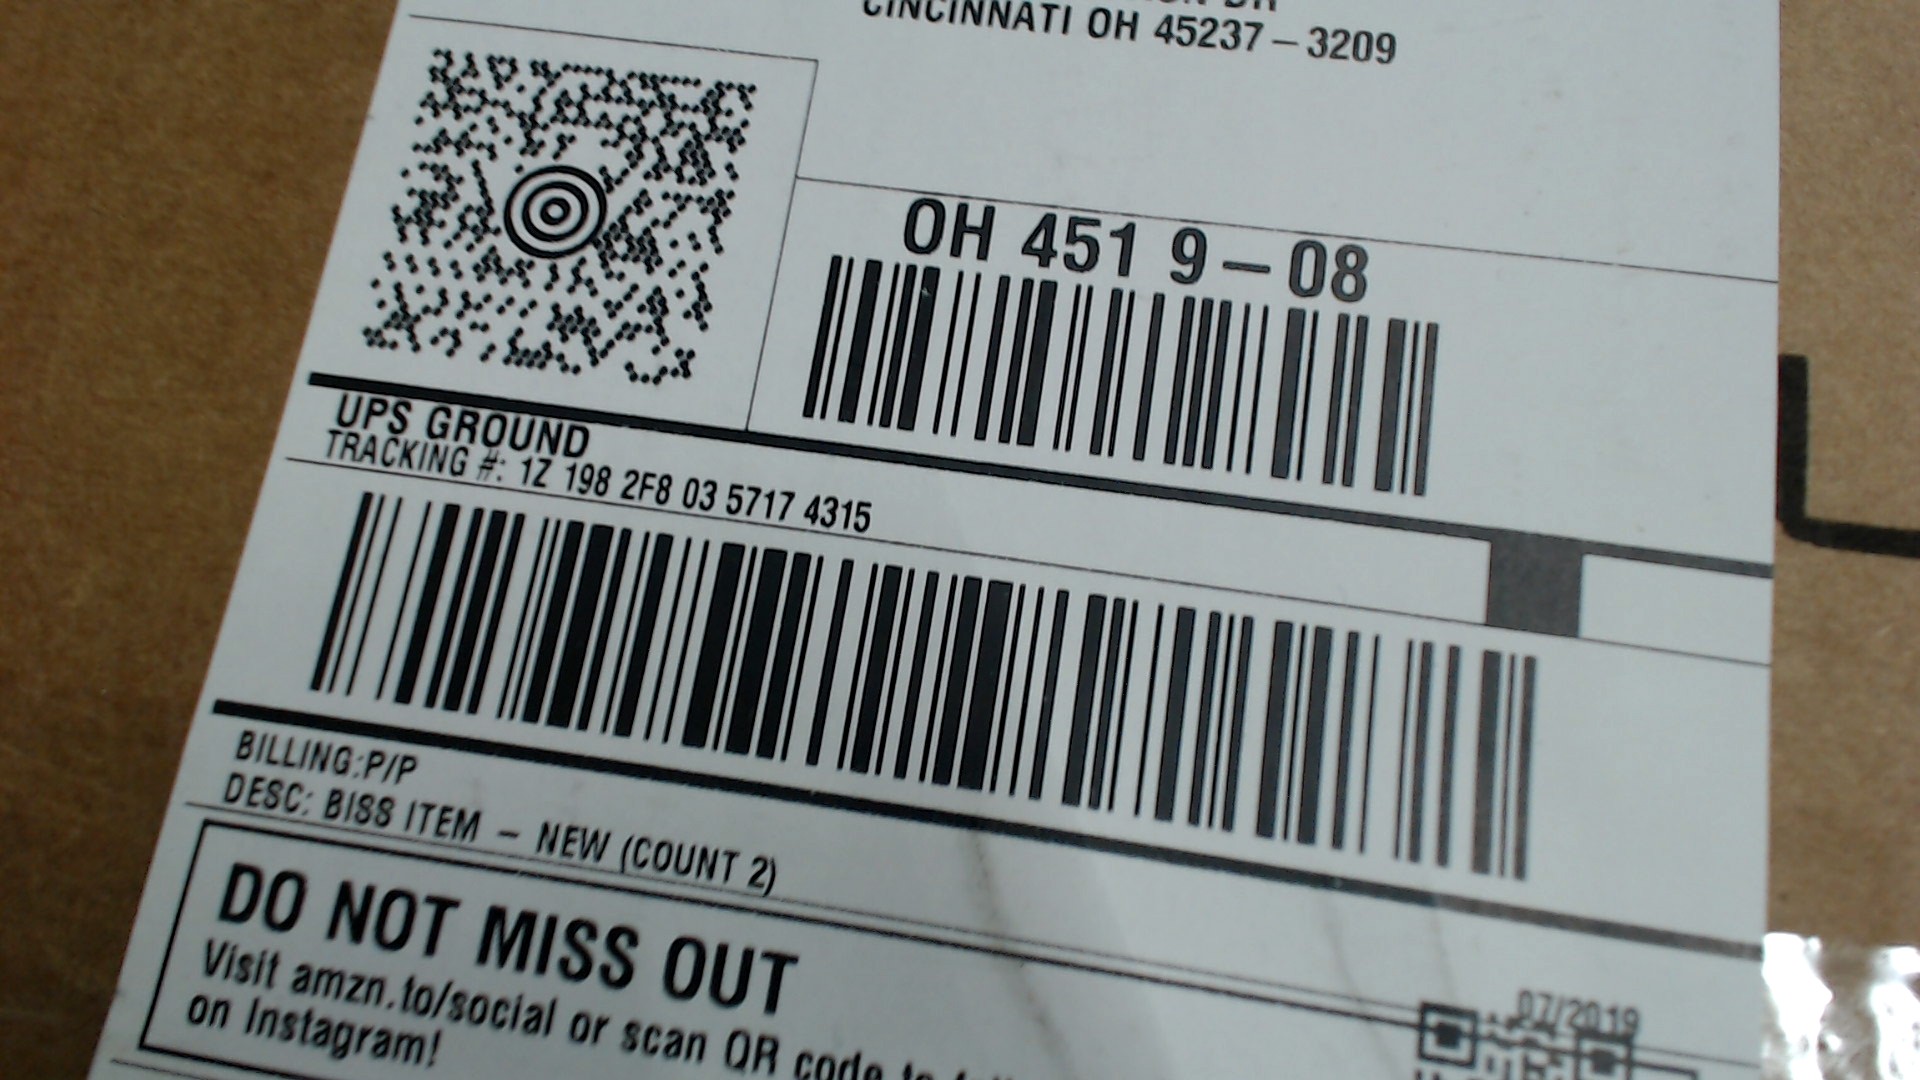 CINCINNATI OH 45237-3209
OH 451 9-08
UPS GROUND
TRACKING #: 1Z 198 2F8 03 5717 4315
BILLING:P/P
DESC: BISS ITEM - NEW (COUNT 2)
DO NOT MISS OUT
Visit amzn.to/social or scan QR code to
on Instagram!
07/2019